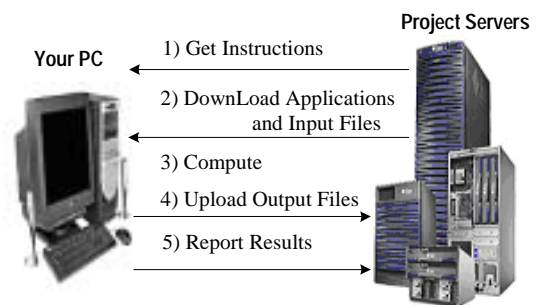 Project Servers
Your PC
1) Get Instructions
2) DownLoad Applications
and Input Files
3) Compute
4) Upload Output Files
5) Report Results